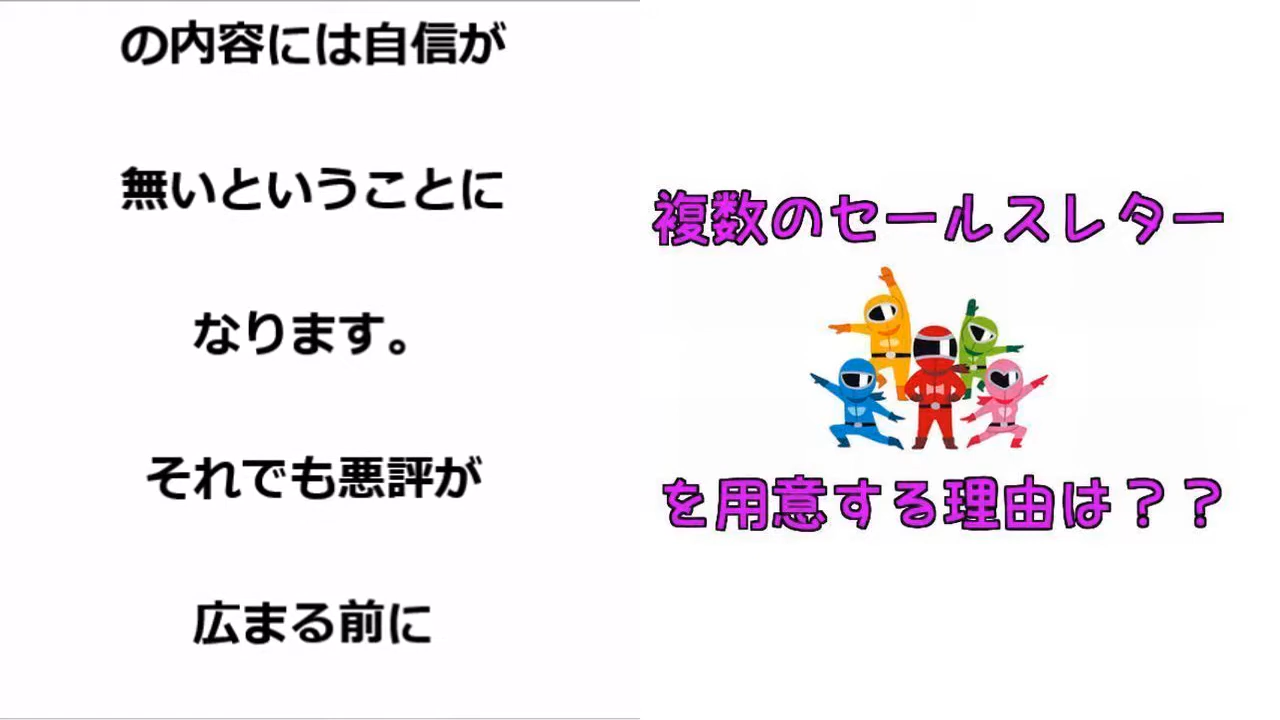 の内容には自信が
無いということに
なります。
それでも悪評が
広まる前に
複数のセールスレター
を用意する理由は？？